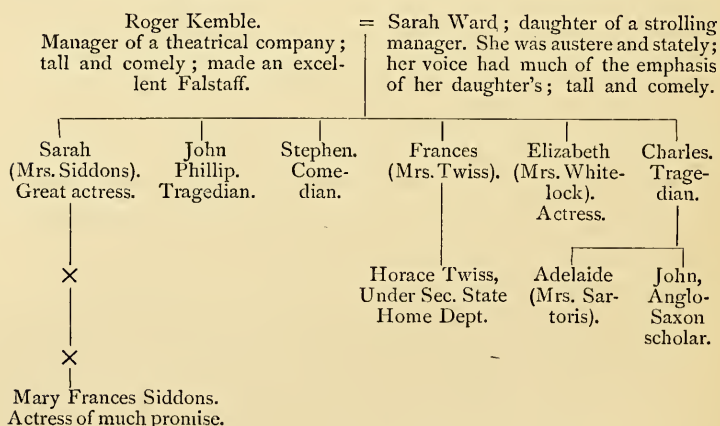 Roger Kemble.
Manager of a theatrical company;
tall and comely; made an excel-
lent Falstaff.
= Sarah Ward; daughter of a strolling
manager. She was austere and stately;
her voice had much of the emphasis
of her daughter's; tall and comely.
Sarah
(Mrs. Siddons).
Great actress.
John
Phillip.
Tragedian.
Stephen.
Come-
dian.
Frances
(Mrs. Twiss).
Elizabeth
(Mrs. White-
lock).
Actress.
Charles.
Trage-
dian.
×
×
Mary Frances Siddons.
Actress of much promise.
Horace Twiss,
Under Sec. State
Home Dept.
Adelaide
(Mrs. Sar-
toris).
John,
Anglo-
Saxon
scholar.